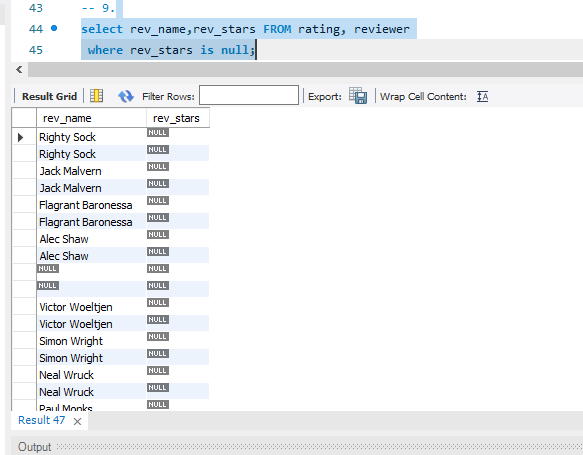 43 -- 9.
44 select rev_name,rev_stars FROM rating, reviewer
45 where rev_stars is null;
Result Grid Filter Rows: Export: Wrap Cell Content: IA
rev_name rev_stars
Righty Sock NULL
Righty Sock NULL
Jack Malvern NULL
Jack Malvern NULL
Flagrant Baronessa NULL
Flagrant Baronessa NULL
Alec Shaw NULL
Alec Shaw NULL
NULL NULL
NULL NULL
Victor Woeltjen NULL
Victor Woeltjen NULL
Simon Wright NULL
Simon Wright NULL
Neal Wruck NULL
Neal Wruck NULL
Paul Monks NULL
Result 47
Output